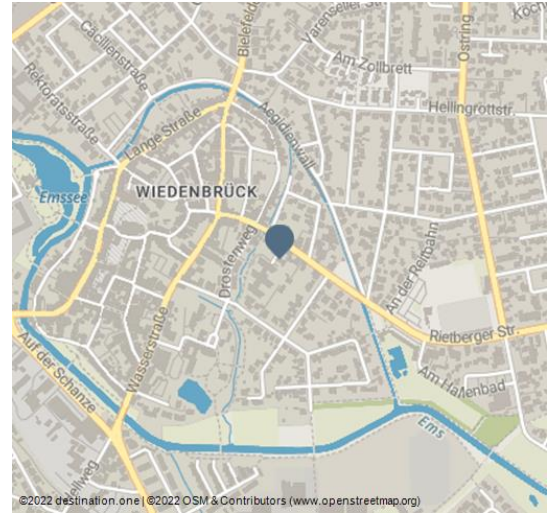 Cäcilienstraße
Rektoratsstraße
Bielefeld
Varenseller Str
Am Zollbrett
Ostring
Hellingrottstr.
Lange Straße
Aegidienwall
Emssee
WIEDENBRÜCK
Drostenweg
An der Reitbahn
Wasserstraße
Auf der Schanze
Rietberger Str.
Am Hallenbad
Ems
©2022 destination.one | ©2022 OSM & Contributors (www.openstreetmap.org)